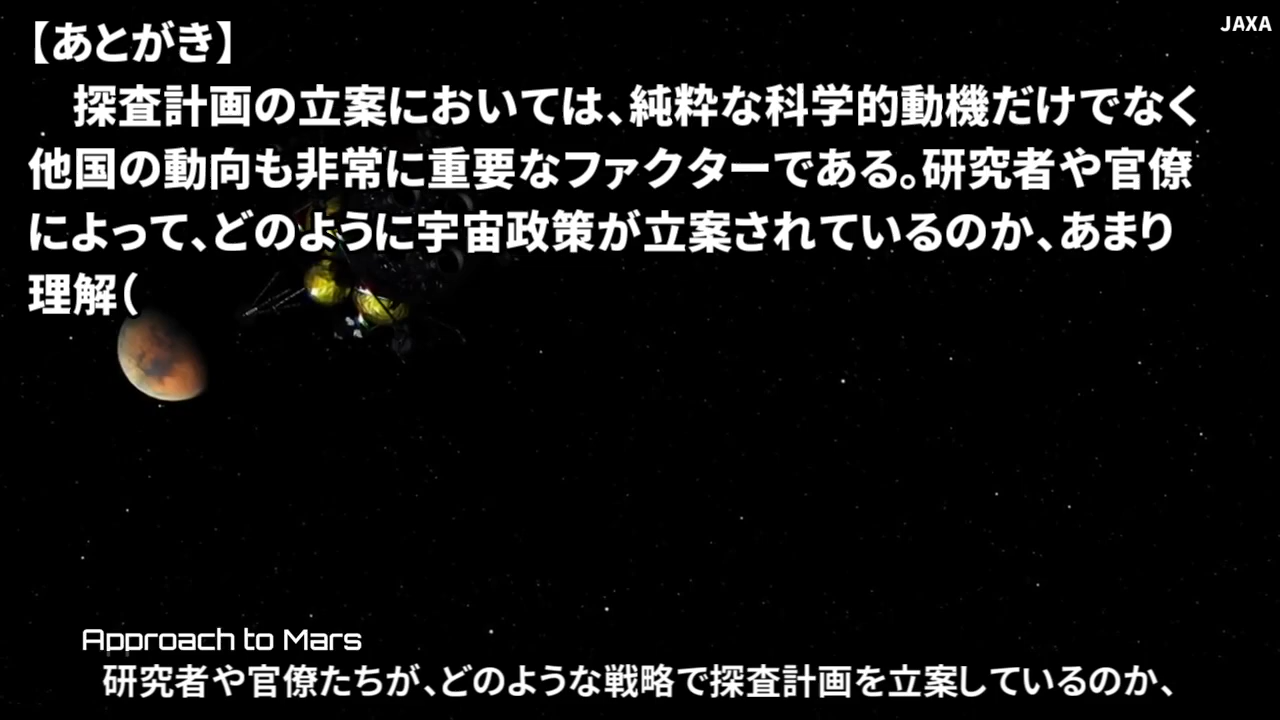 JAXA
【あとがき】
探査計画の立案においては、純粋な科学的動機だけでなく
他国の動向も非常に重要なファクターである。研究者や官僚
によって、どのように宇宙政策が立案されているのか、あまり
理解(
Approach to Mars
研究者や官僚たちが、どのような戦略で探査計画を立案しているのか、